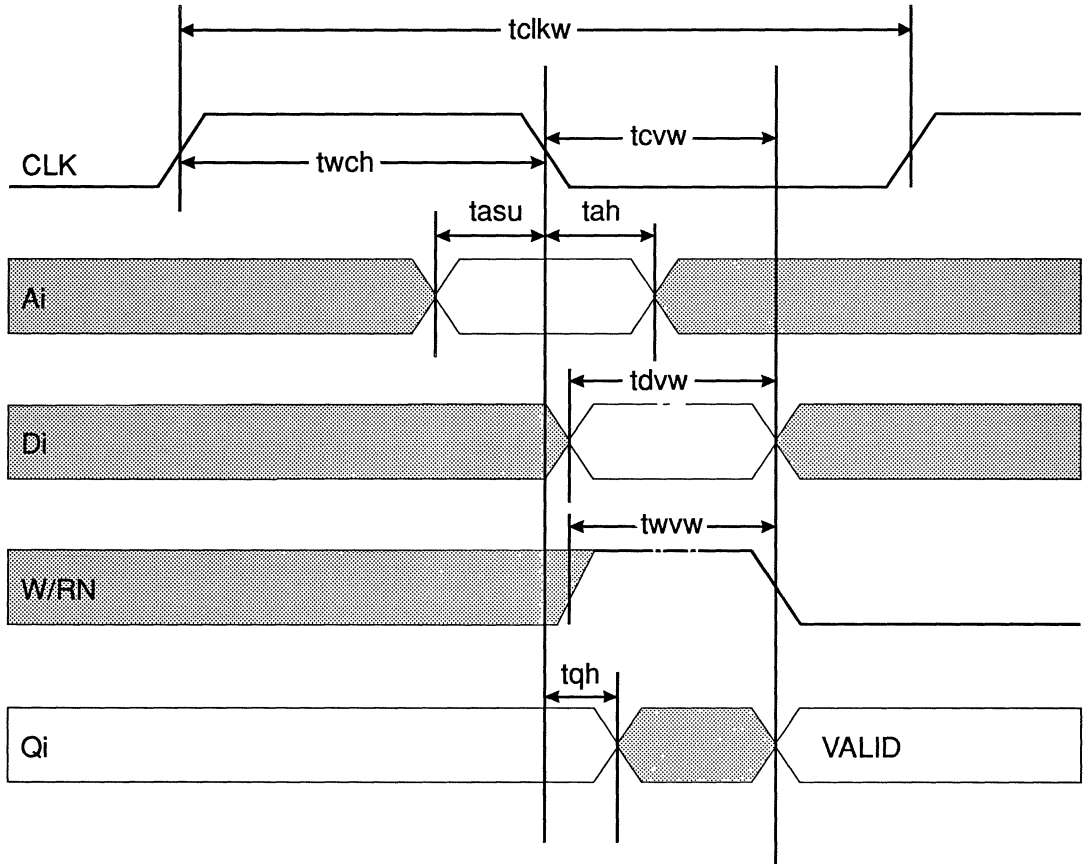 tclkw
tcvw
CLK
twch
tasu
tah
Ai
tdvw
Di
twvw
W/RN
tqh
Qi
VALID